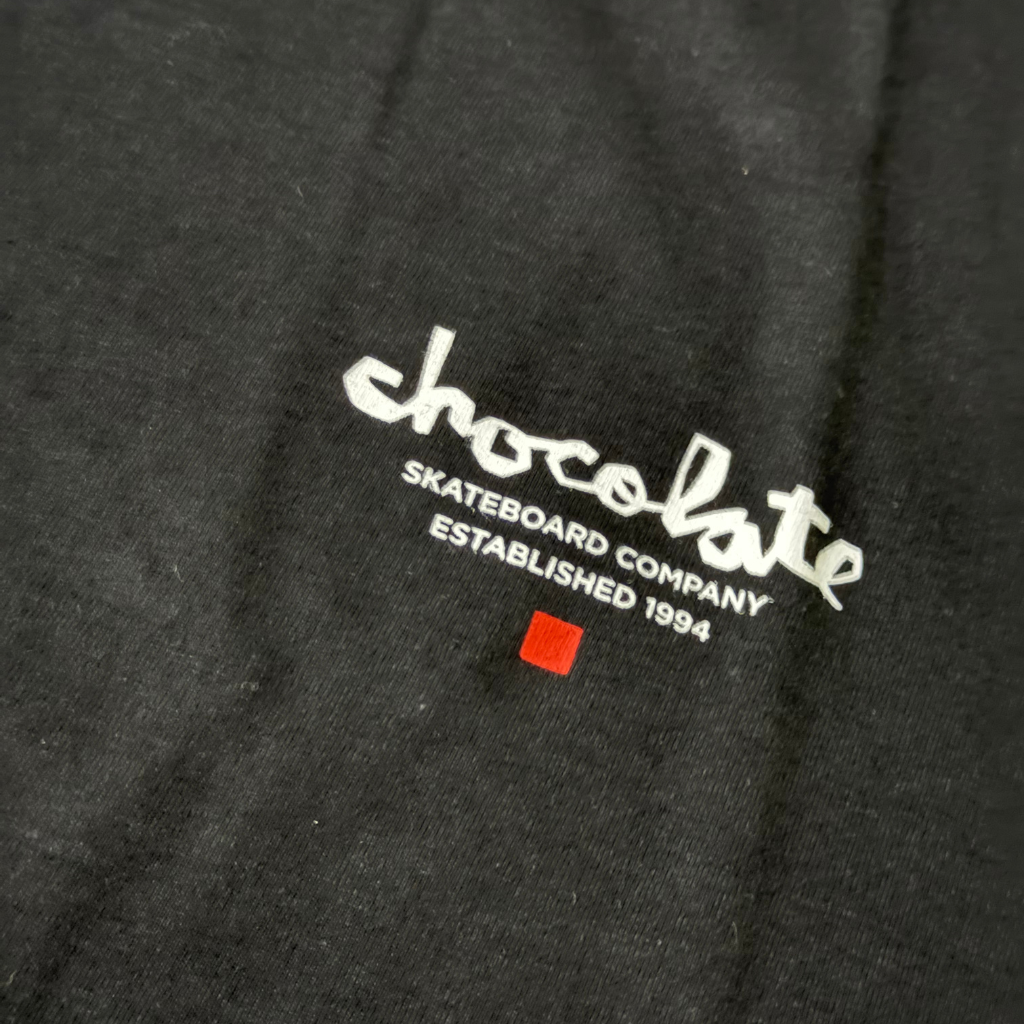 chocolate
SKATEBOARD COMPANY
ESTABLISHED 1994